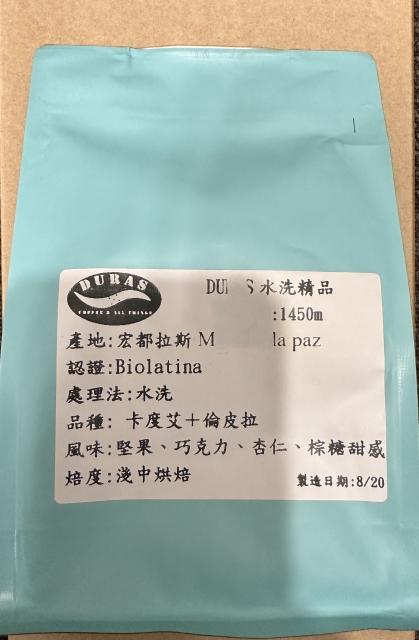 DURAS
COFFEE & ALL THINGS
水洗精品
:1450m
產地:宏都拉斯 la paz
認證:Biolatina
處理法:水洗
品種: 卡度艾+倫皮拉
風味:堅果、巧克力、杏仁、棕糖甜感
焙度:淺中烘焙
製造日期:8/20